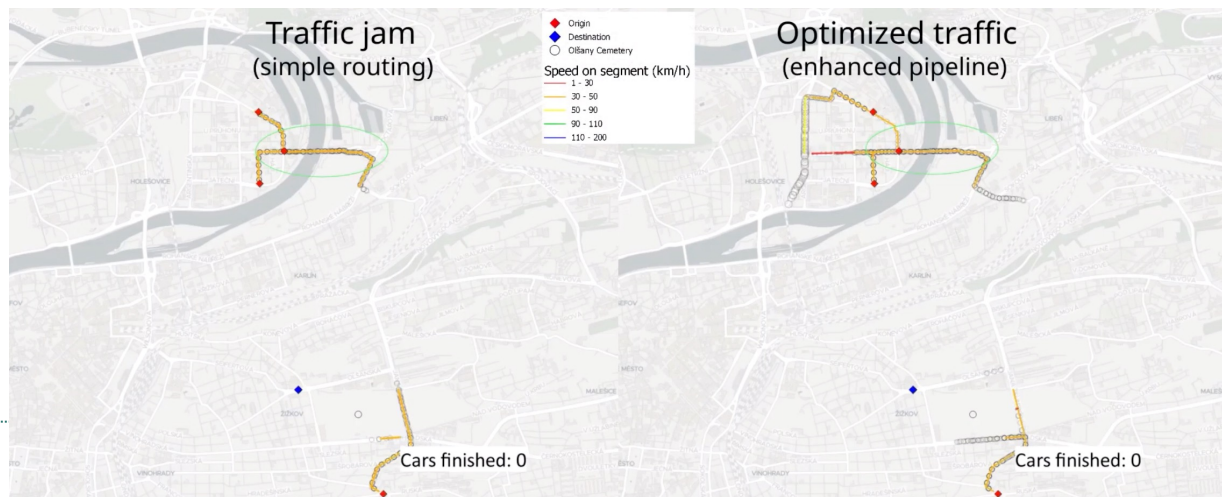 Traffic jam
(simple routing)
Origin
Destination
Olšany Cemetery
Speed on segment (km/h)
1 - 30
30 - 50
50 - 90
90 - 110
110 - 200
Optimized traffic
(enhanced pipeline)
LIBEŇ
LIBEŇ
HOLEŠOVICE
HOLEŠOVICE
KARLÍN
KARLÍN
MĚSTO
MALEŠICE
MĚSTO
MALEŠICE
ŽIŽKOV
ŽIŽKOV
Cars finished: 0
Cars finished: 0
VINOHRADY
VINOHRADY